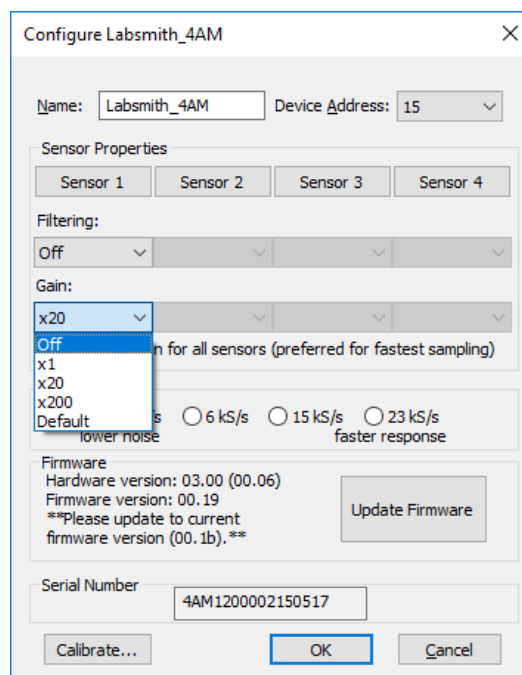 Configure Labsmith_4AM
Name: Labsmith_4AM Device Address: 15
Sensor Properties
Sensor 1 Sensor 2 Sensor 3 Sensor 4
Filtering:
Off
Gain:
x20
Off
x1
x20
x200
Default
n for all sensors (preferred for fastest sampling)
s 6 kS/s 15 kS/s 23 kS/s
lower noise faster response
Firmware
Hardware version: 03.00 (00.06)
Firmware version: 00.19
**Please update to current
firmware version (00.1b).**
Update Firmware
Serial Number
4AM1200002150517
Calibrate... OK Cancel